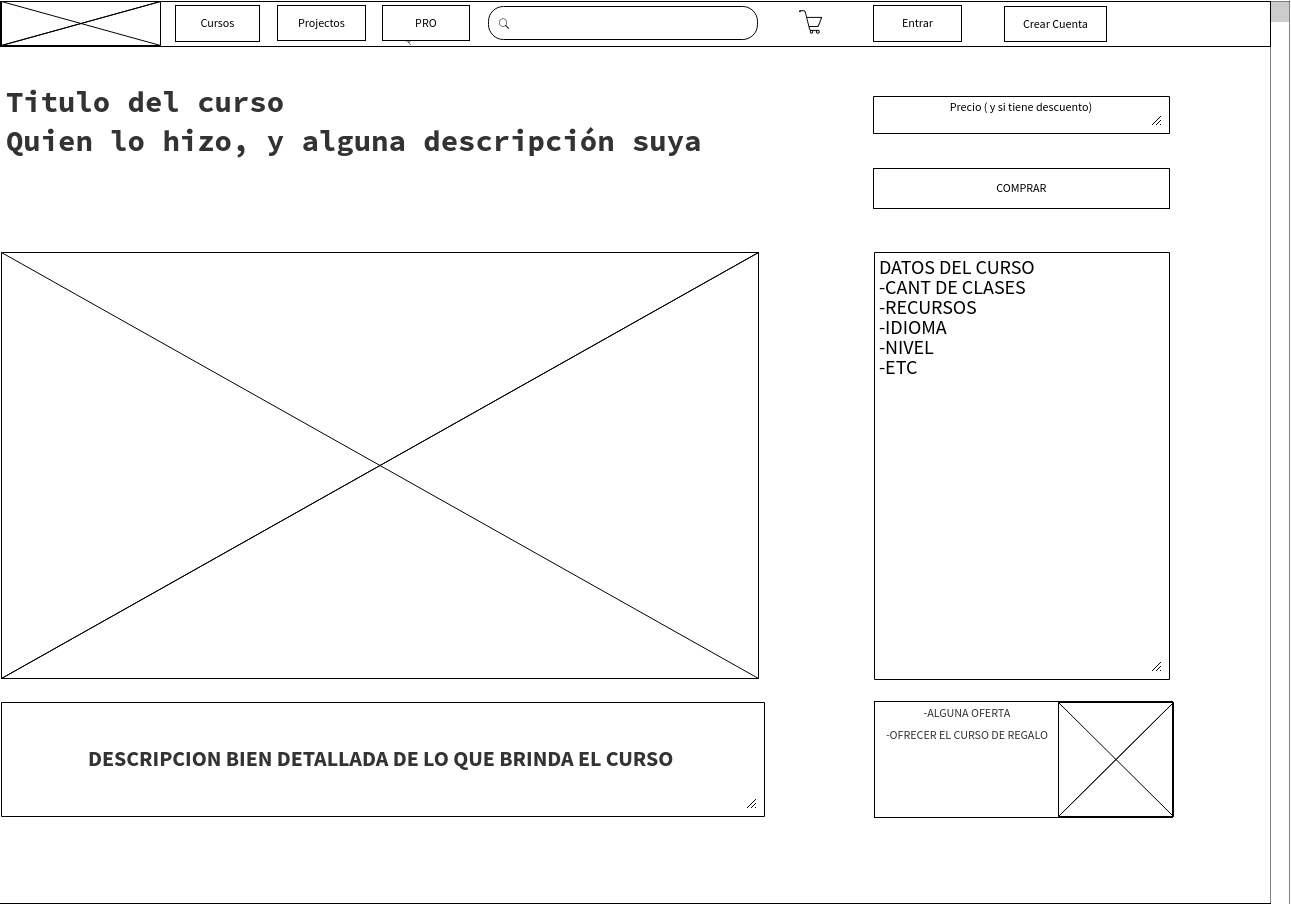 Cursos
Projectos
PRO
Entrar
Crear Cuenta
Titulo del curso
Quien lo hizo, y alguna descripción suya
Precio ( y si tiene descuento)
COMPRAR
DATOS DEL CURSO
-CANT DE CLASES
-RECURSOS
-IDIOMA
-NIVEL
-ETC
DESCRIPCION BIEN DETALLADA DE LO QUE BRINDA EL CURSO
-ALGUNA OFERTA
-OFRECER EL CURSO DE REGALO